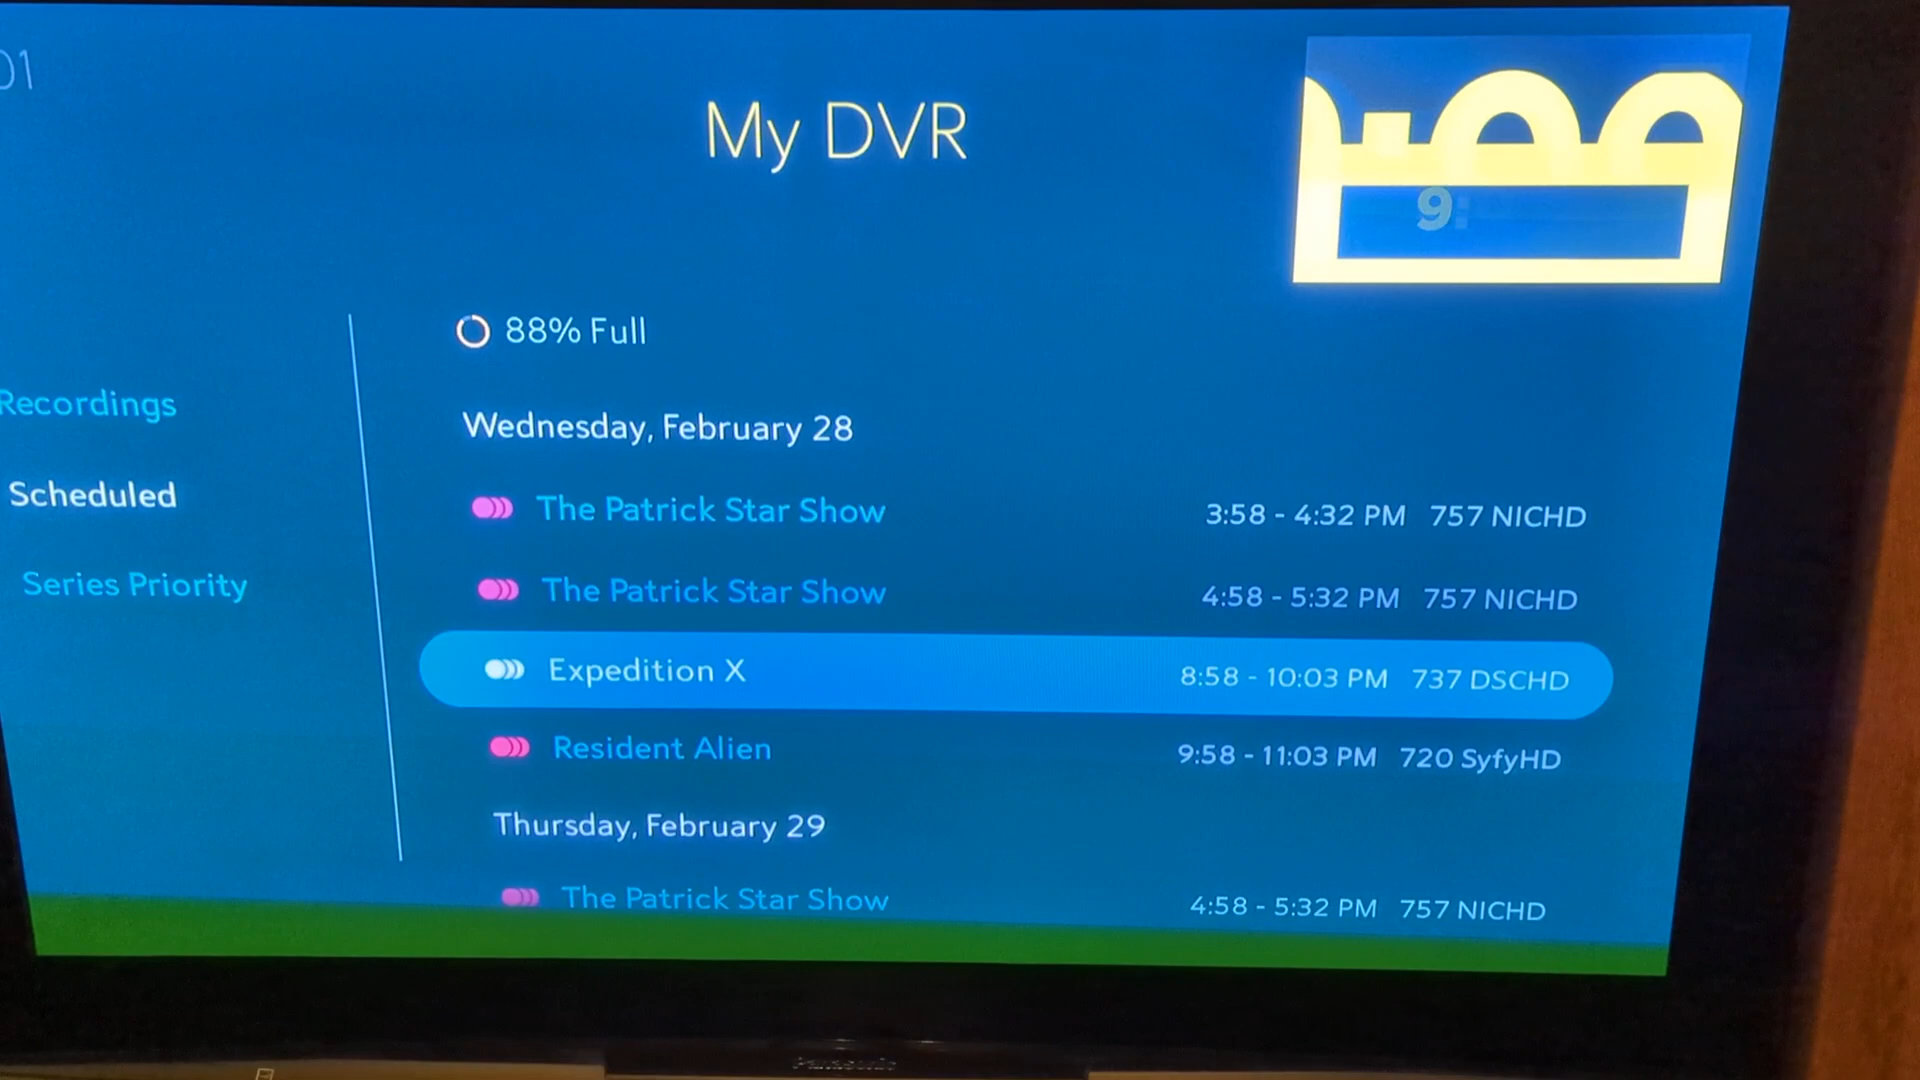 01
My DVR
9:
88% Full
Recordings
Scheduled
Series Priority
Wednesday, February 28
The Patrick Star Show 3:58 - 4:32 PM 757 NICHD
The Patrick Star Show 4:58 - 5:32 PM 757 NICHD
Expedition X 8:58 - 10:03 PM 737 DSCHD
Resident Alien 9:58 - 11:03 PM 720 SyfyHD
Thursday, February 29
The Patrick Star Show 4:58 - 5:32 PM 757 NICHD
Panasonic